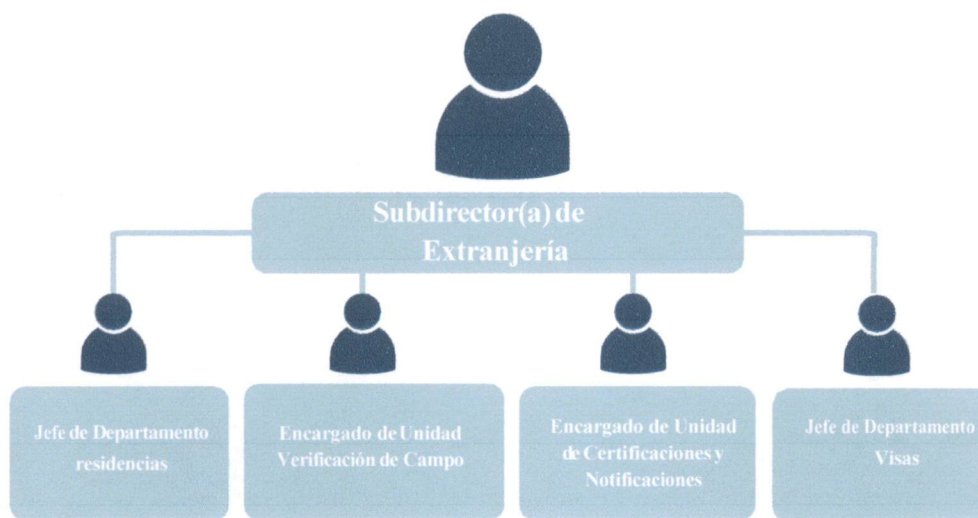 Subdirector(a) de
Extranjería
Jefe de Departamento
residencias
Encargado de Unidad
Verificación de Campo
Encargado de Unidad
de Certificaciones y
Notificaciones
Jefe de Departamento
Visas